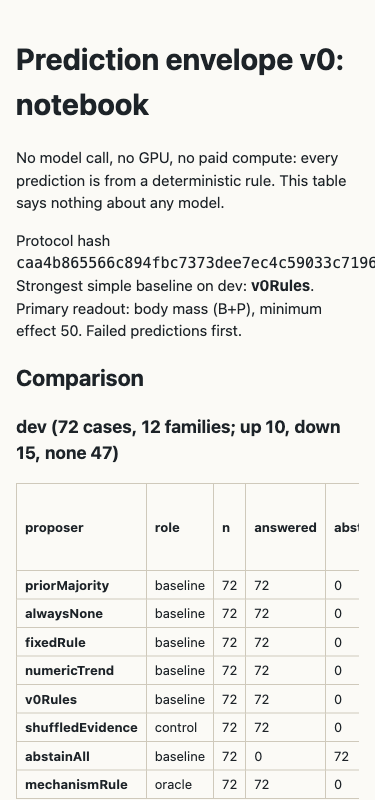 Prediction envelope v0:
notebook
No model call, no GPU, no paid compute: every
prediction is from a deterministic rule. This table
says nothing about any model.
Protocol hash
caa4b865566c894fbc7373dee7ec4c59033c7196
Strongest simple baseline on dev: v0Rules.
Primary readout: body mass (B+P), minimum
effect 50. Failed predictions first.
Comparison
dev (72 cases, 12 families; up 10, down
15, none 47)
proposer role n answered abst
priorMajority baseline 72 72 0
alwaysNone baseline 72 72 0
fixedRule baseline 72 72 0
numericTrend baseline 72 72 0
v0Rules baseline 72 72 0
shuffledEvidence control 72 72 0
abstainAll baseline 72 0 72
mechanismRule oracle 72 72 0